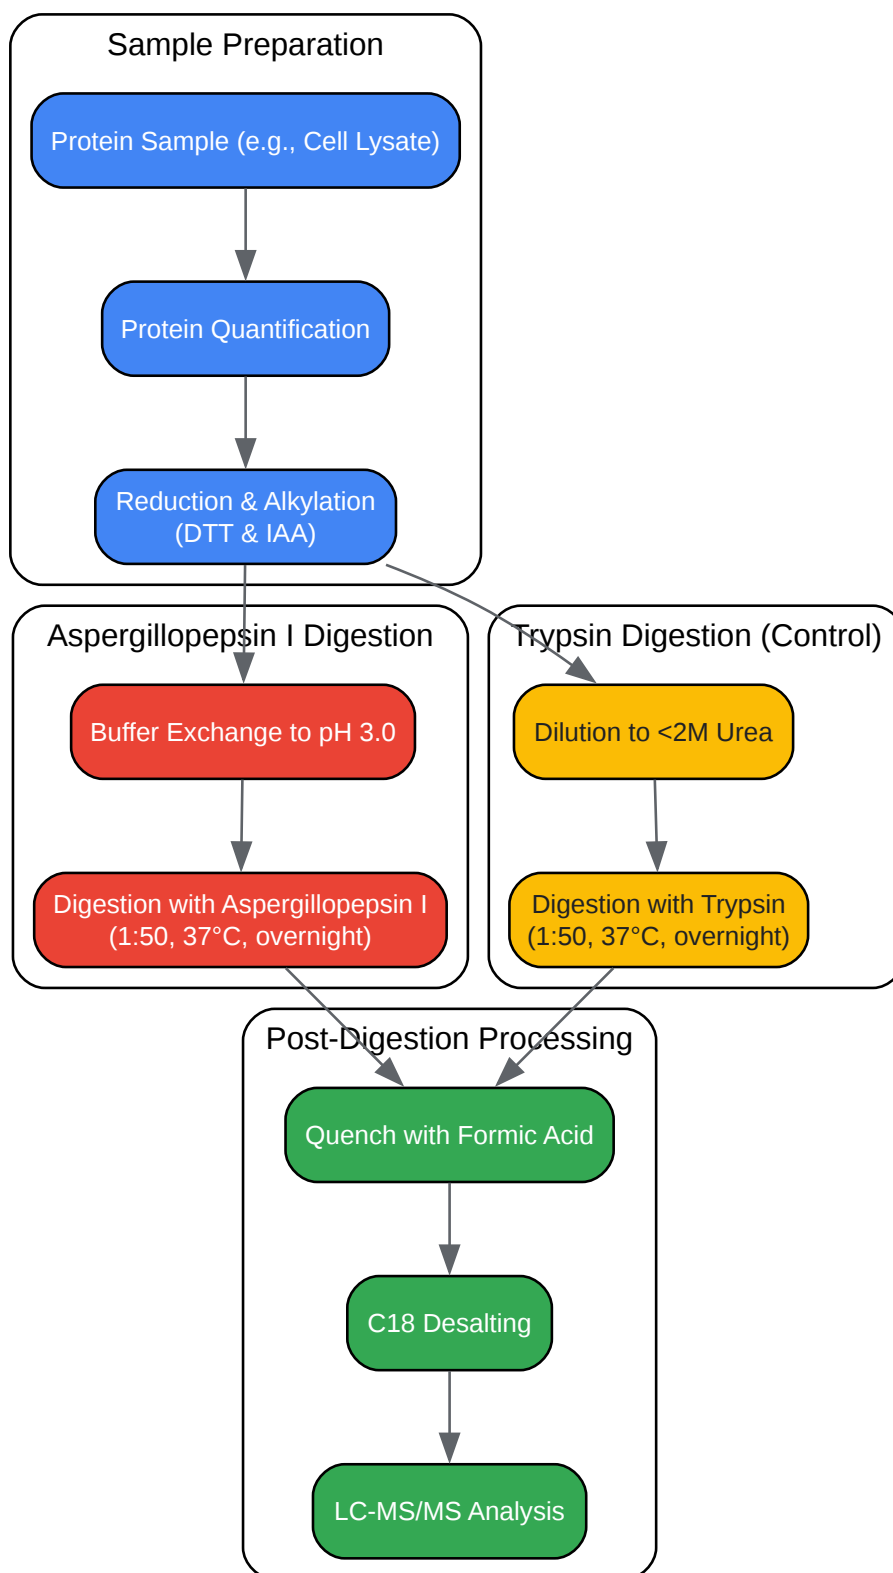 Sample Preparation
Protein Sample (e.g., Cell Lysate)
Protein Quantification
Reduction & Alkylation
(DTT & IAA)
Aspergillopepsin I Digestion
Buffer Exchange to pH 3.0
Digestion with Aspergillopepsin I
(1:50, 37°C, overnight)
Trypsin Digestion (Control)
Dilution to <2M Urea
Digestion with Trypsin
(1:50, 37°C, overnight)
Post-Digestion Processing
Quench with Formic Acid
C18 Desalting
LC-MS/MS Analysis